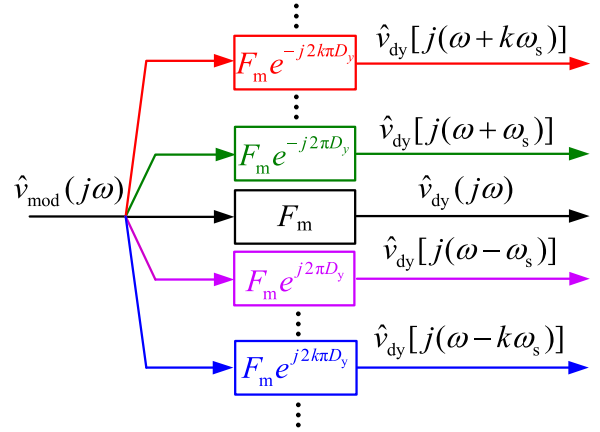 F_m e^{-j2kπD_y} v̂_dy[j(ω + kω_s)]
F_m e^{-j2πD_y} v̂_dy[j(ω + ω_s)]
v̂_mod(jω) F_m v̂_dy(jω)
F_m e^{j2πD_y} v̂_dy[j(ω − ω_s)]
F_m e^{j2kπD_y} v̂_dy[j(ω − kω_s)]